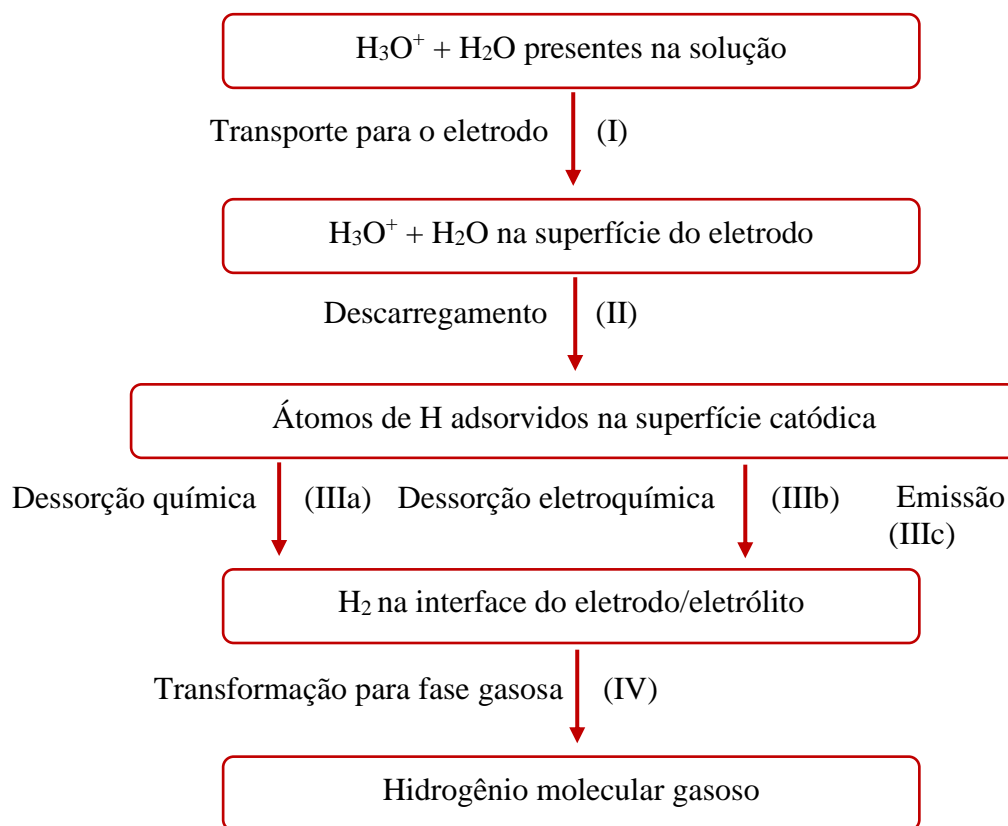 H₃O⁺ + H₂O presentes na solução
Transporte para o eletrodo (I)
H₃O⁺ + H₂O na superfície do eletrodo
Descarregamento (II)
Átomos de H adsorvidos na superfície catódica
Dessorção química (IIIa) Dessorção eletroquímica (IIIb) Emissão
(IIIc)
H₂ na interface do eletrodo/eletrólito
Transformação para fase gasosa (IV)
Hidrogênio molecular gasoso